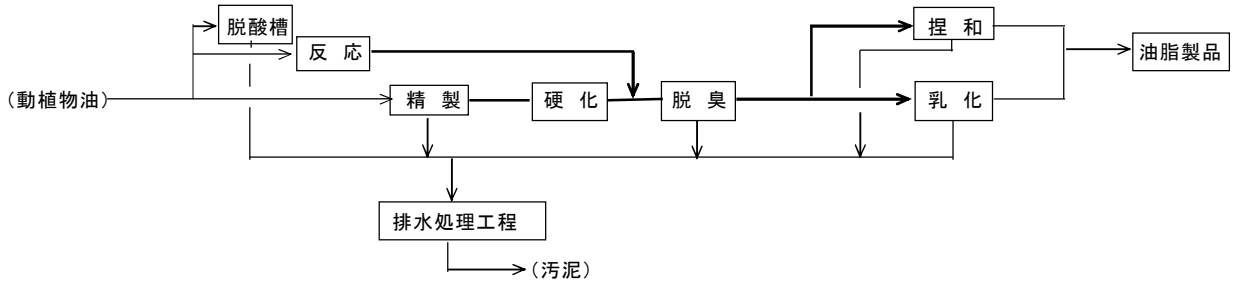 脱酸槽
反応
(動植物油)
精製
硬化
脱臭
捏和
乳化
油脂製品
排水処理工程
(汚泥)